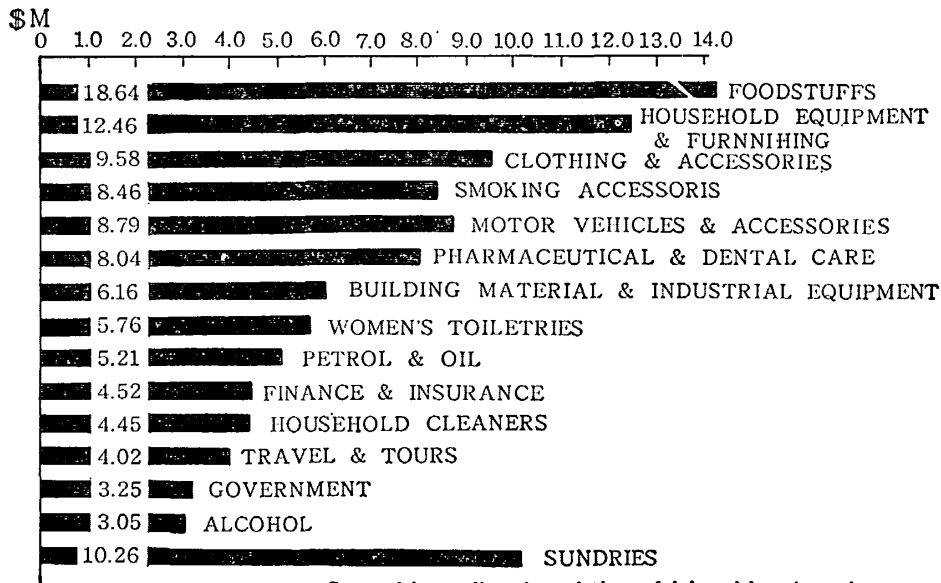 $M
0 1.0 2.0 3.0 4.0 5.0 6.0 7.0 8.0 9.0 10.0 11.0 12.0 13.0 14.0
18.64 FOODSTUFFS
12.46 HOUSEHOLD EQUIPMENT
& FURNNIHING
9.58 CLOTHING & ACCESSORIES
8.46 SMOKING ACCESSORIS
8.79 MOTOR VEHICLES & ACCESSORIES
8.04 PHARMACEUTICAL & DENTAL CARE
6.16 BUILDING MATERIAL & INDUSTRIAL EQUIPMENT
5.76 WOMEN'S TOILETRIES
5.21 PETROL & OIL
4.52 FINANCE & INSURANCE
4.45 HOUSEHOLD CLEANERS
4.02 TRAVEL & TOURS
3.25 GOVERNMENT
3.05 ALCOHOL
10.26 SUNDRIES